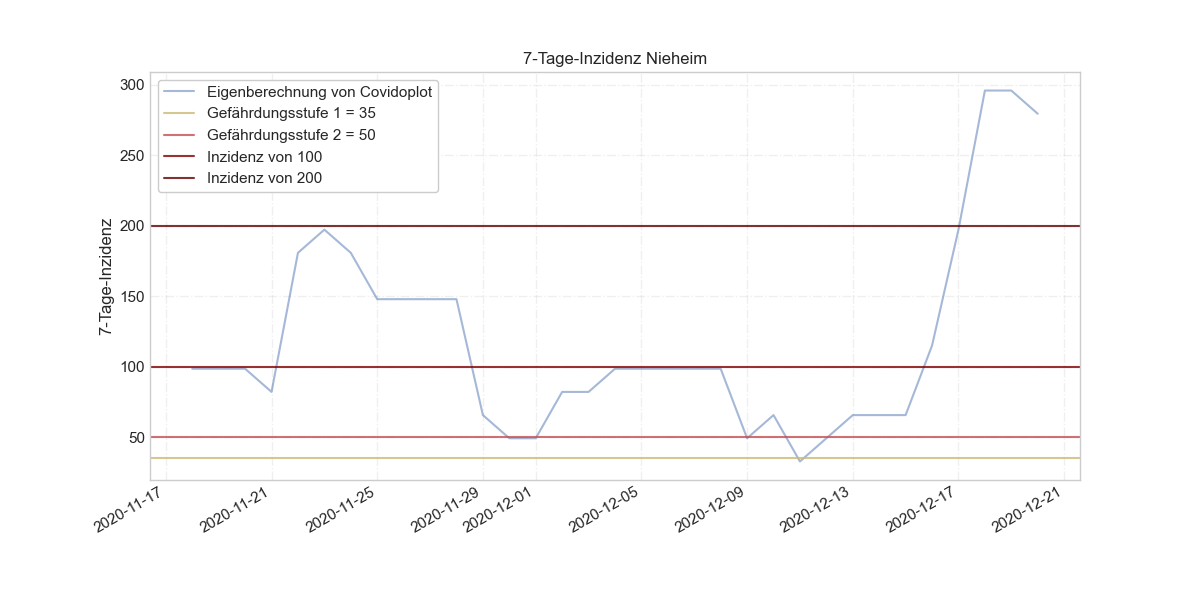 7-Tage-Inzidenz Nieheim
Eigenberechnung von Covidoplot
Gefährdungsstufe 1 = 35
Gefährdungsstufe 2 = 50
Inzidenz von 100
Inzidenz von 200
7-Tage-Inzidenz
300
250
200
150
100
50
2020-11-17
2020-11-21
2020-11-25
2020-11-29
2020-12-01
2020-12-05
2020-12-09
2020-12-13
2020-12-17
2020-12-21